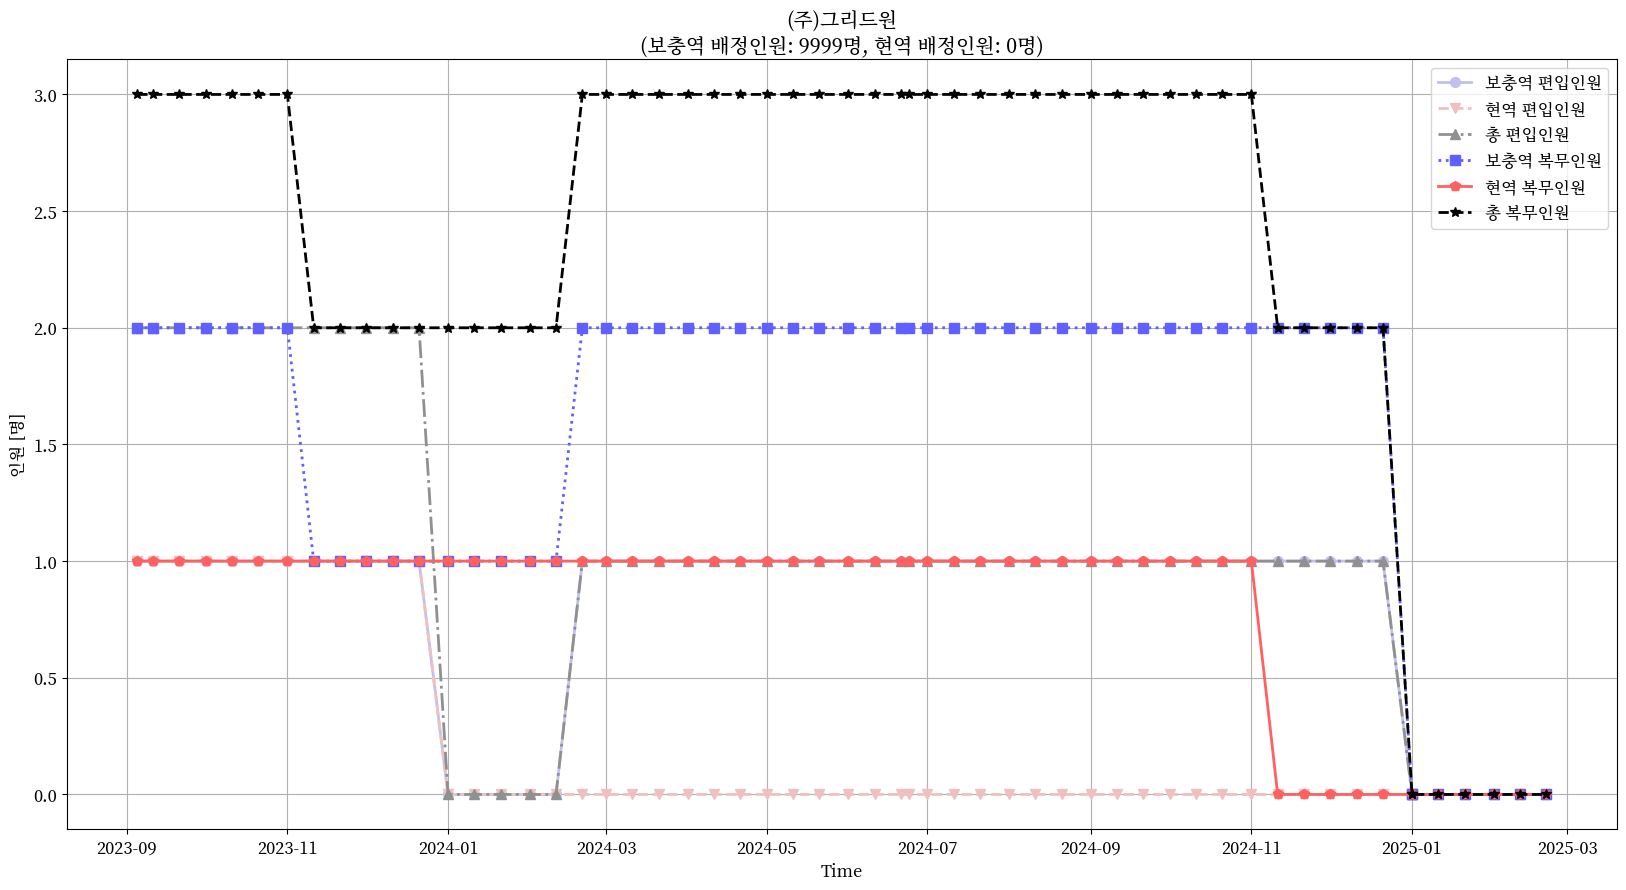 (주)그리드원
(보충역 배정인원: 9999명, 현역 배정인원: 0명)
보충역 편입인원
현역 편입인원
총 편입인원
보충역 복무인원
현역 복무인원
총 복무인원
인원 [명]
3.0
2.5
2.0
1.5
1.0
0.5
0.0
2023-09
2023-11
2024-01
2024-03
2024-05
2024-07
2024-09
2024-11
2025-01
2025-03
Time